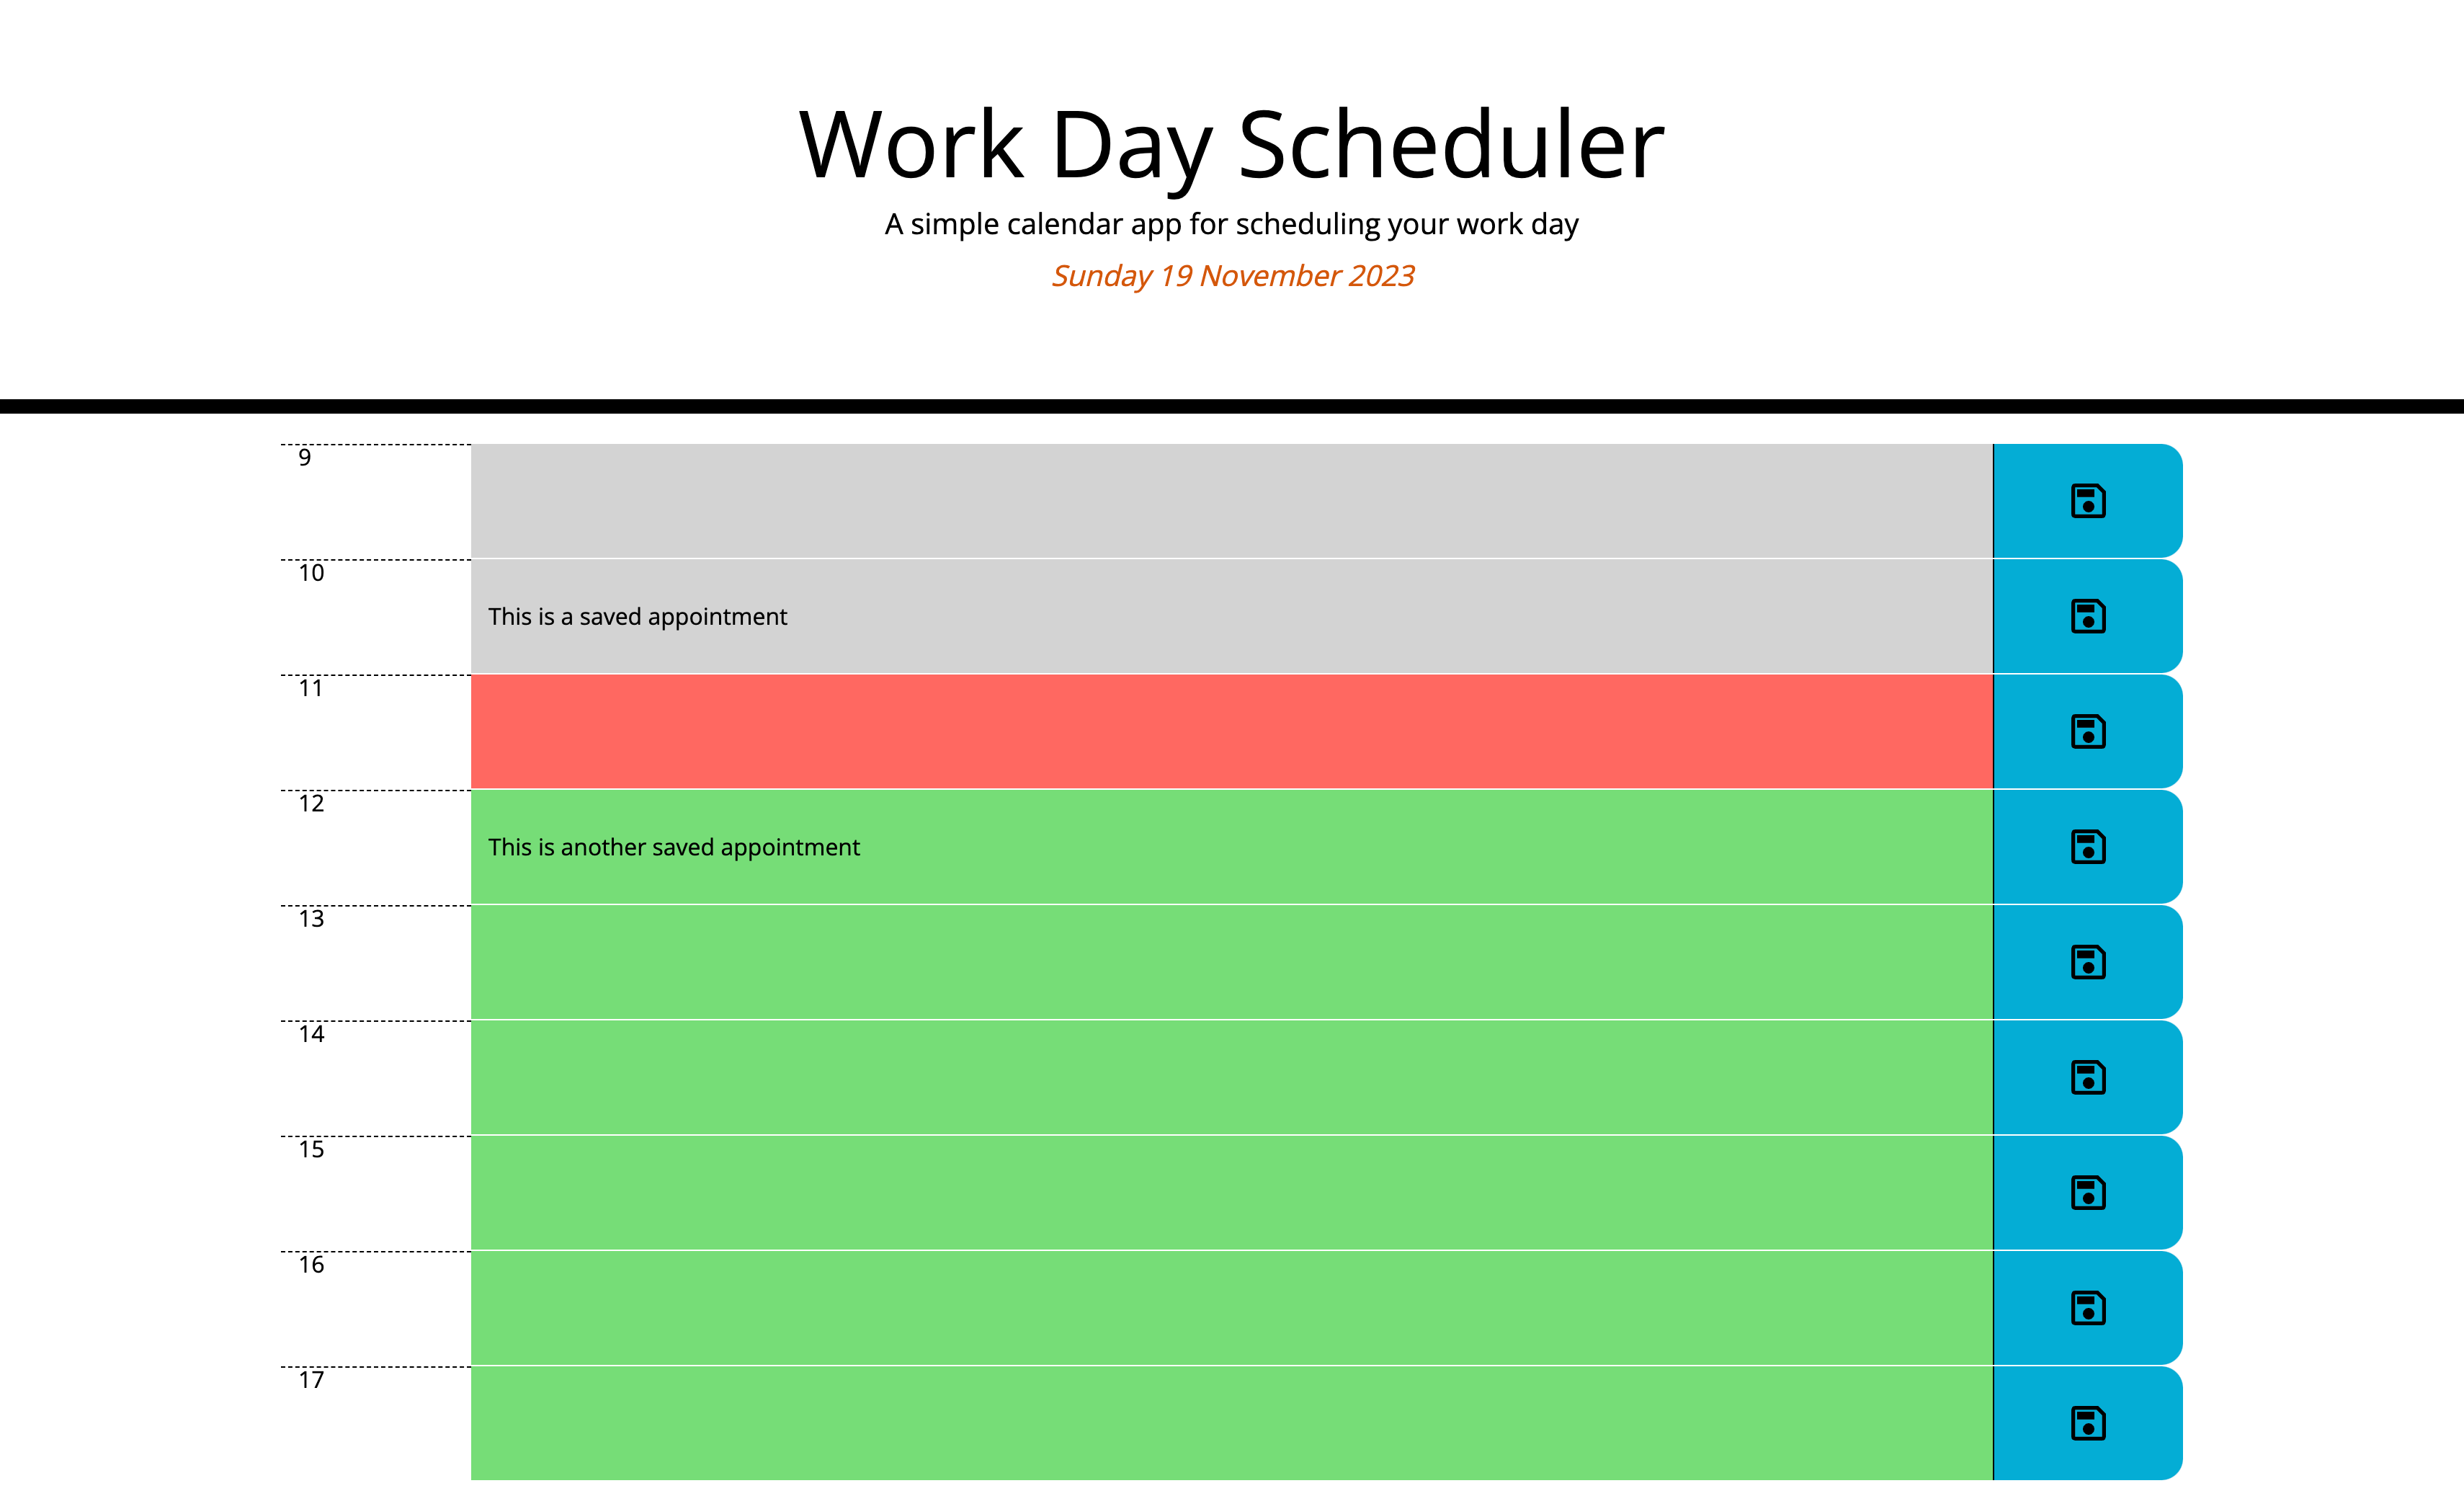 Work Day Scheduler
A simple calendar app for scheduling your work day
Sunday 19 November 2023
9
10
This is a saved appointment
11
12
This is another saved appointment
13
14
15
16
17